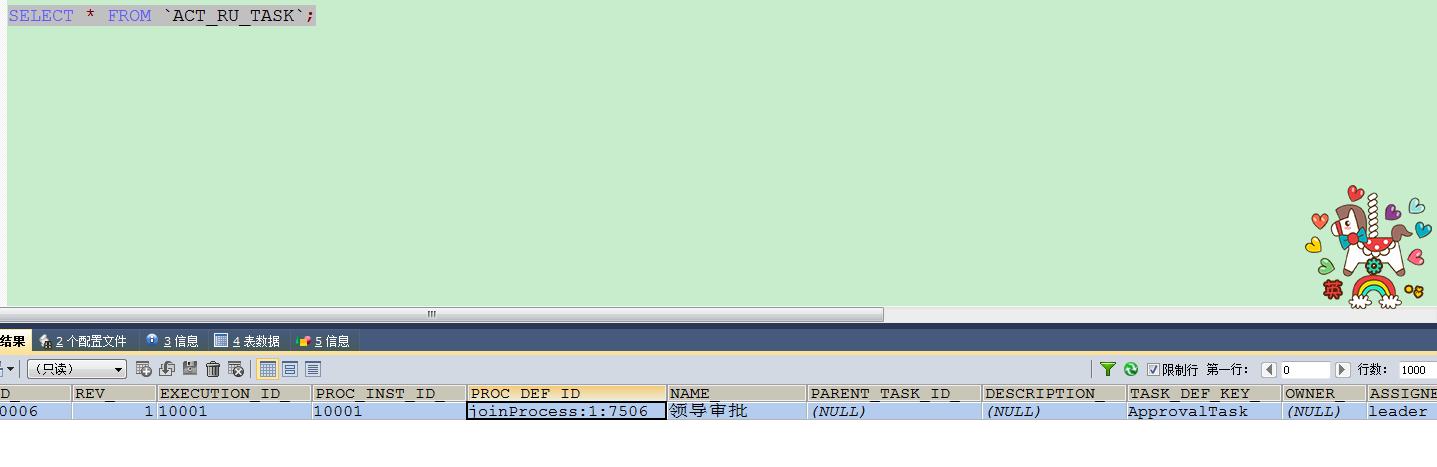 SELECT * FROM `ACT_RU_TASK`;
英
结果 2 个配置文件 3 信息 4 表数据 5 信息
（只读） 限制行 第一行： 0 行数： 1000
D_ REV_ EXECUTION_ID_ PROC_INST_ID_ PROC_DEF_ID_ NAME_ PARENT_TASK_ID_ DESCRIPTION_ TASK_DEF_KEY_ OWNER_ ASSIGNE
0006 1 10001 10001 joinProcess:1:7506 领导审批 (NULL) (NULL) ApprovalTask (NULL) leader